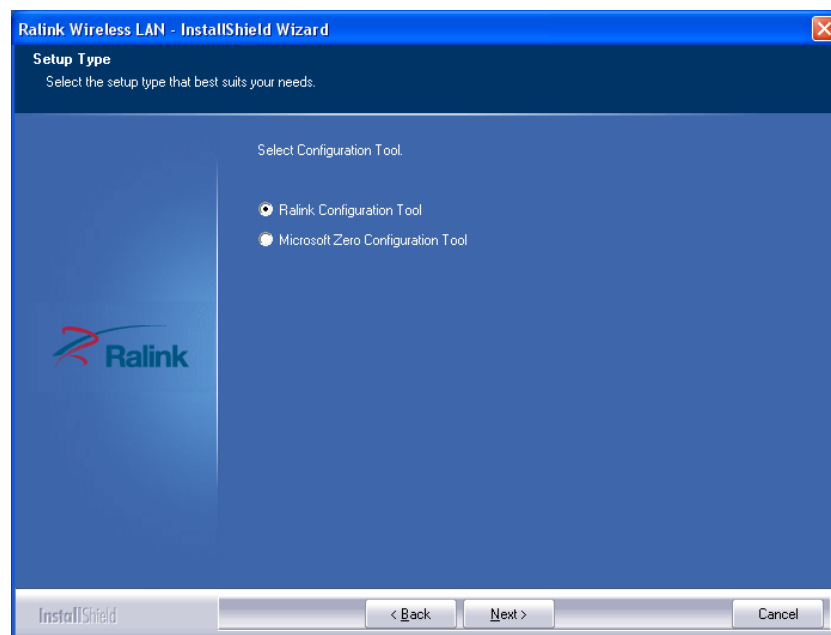 Ralink Wireless LAN - InstallShield Wizard
Setup Type
Select the setup type that best suits your needs.
Select Configuration Tool.
Ralink Configuration Tool
Microsoft Zero Configuration Tool
Ralink
InstallShield
< Back
Next >
Cancel